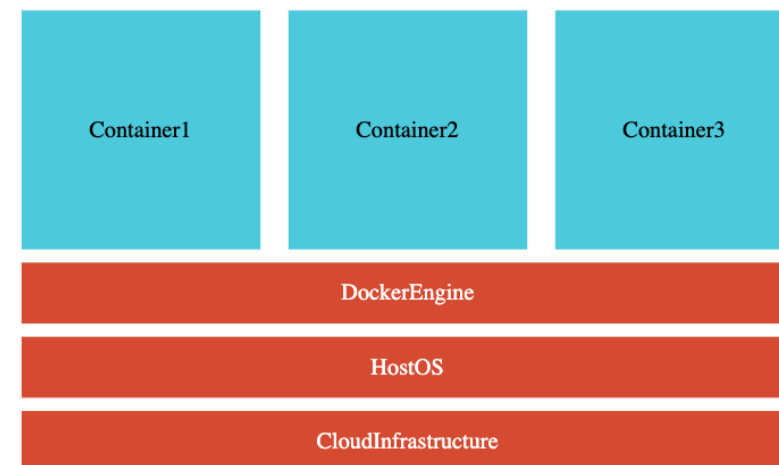 Container1
Container2
Container3
DockerEngine
HostOS
CloudInfrastructure